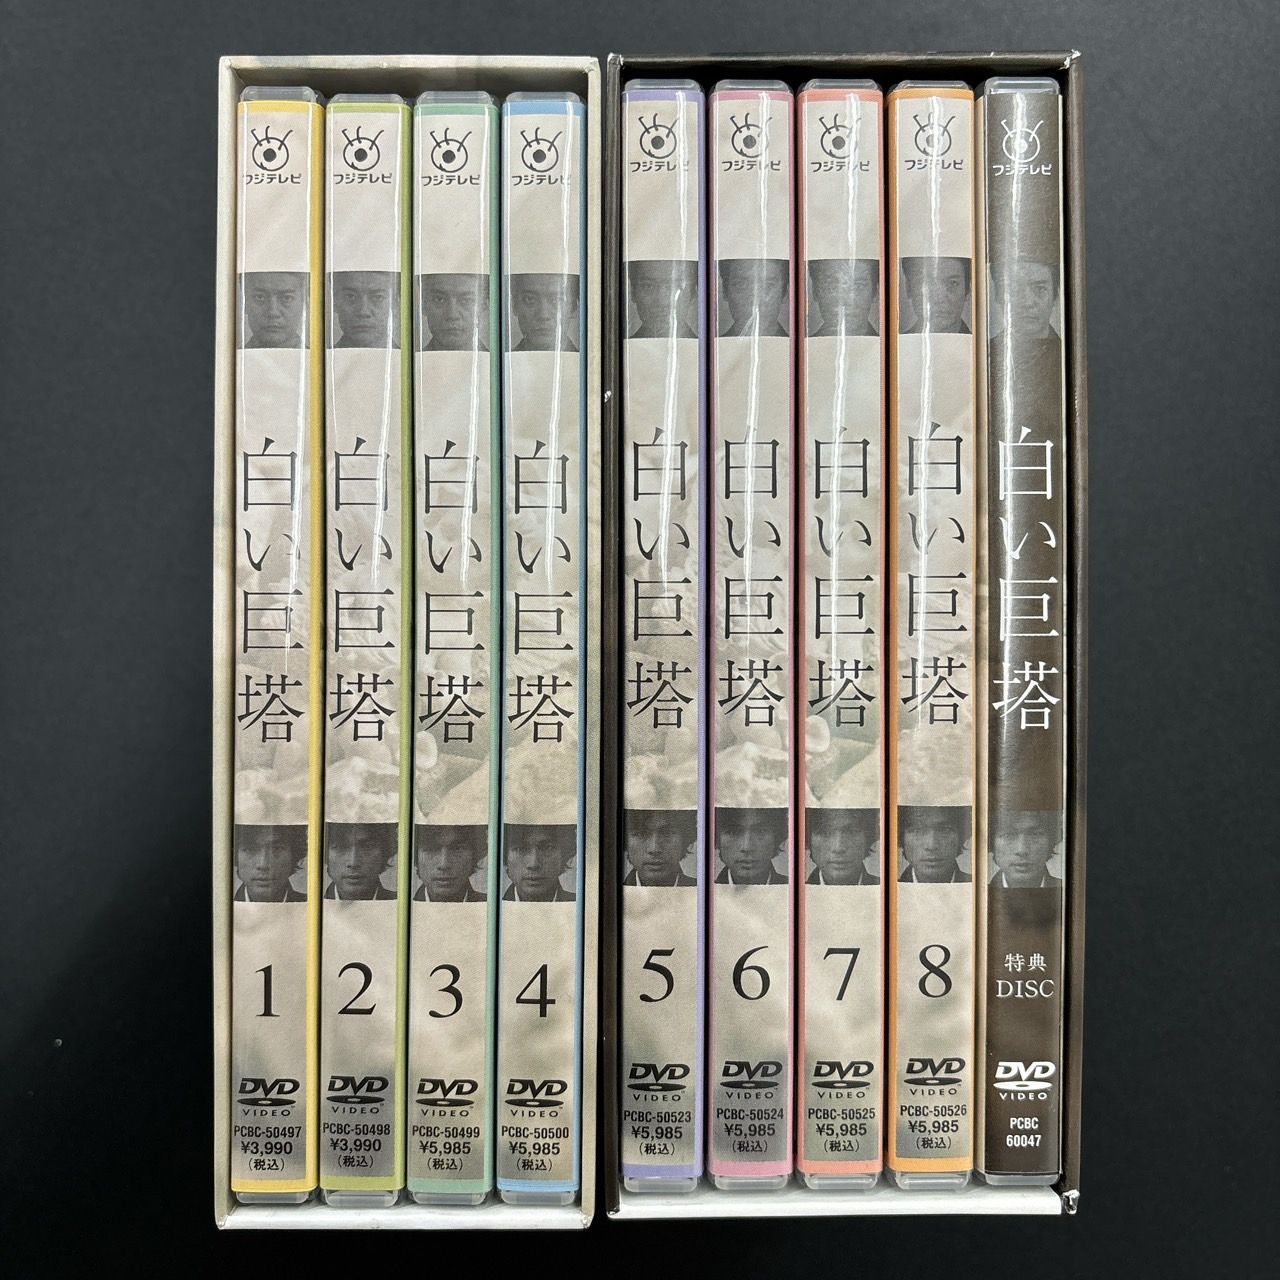 フジテレビ
白い巨塔
1
DVD
VIDEO
PCBC-50497
¥3,990
(税込)
フジテレビ
白い巨塔
2
DVD
VIDEO
PCBC-50498
¥3,990
(税込)
フジテレビ
白い巨塔
3
DVD
VIDEO
PCBC-50499
¥5,985
(税込)
フジテレビ
白い巨塔
4
DVD
VIDEO
PCBC-50500
¥5,985
(税込)
フジテレビ
白い巨塔
5
DVD
VIDEO
PCBC-50523
¥5,985
(税込)
フジテレビ
白い巨塔
6
DVD
VIDEO
PCBC-50524
¥5,985
(税込)
フジテレビ
白い巨塔
7
DVD
VIDEO
PCBC-50525
¥5,985
(税込)
フジテレビ
白い巨塔
8
DVD
VIDEO
PCBC-50526
¥5,985
(税込)
フジテレビ
白い巨塔
特典
DISC
DVD
VIDEO
PCBC
60047